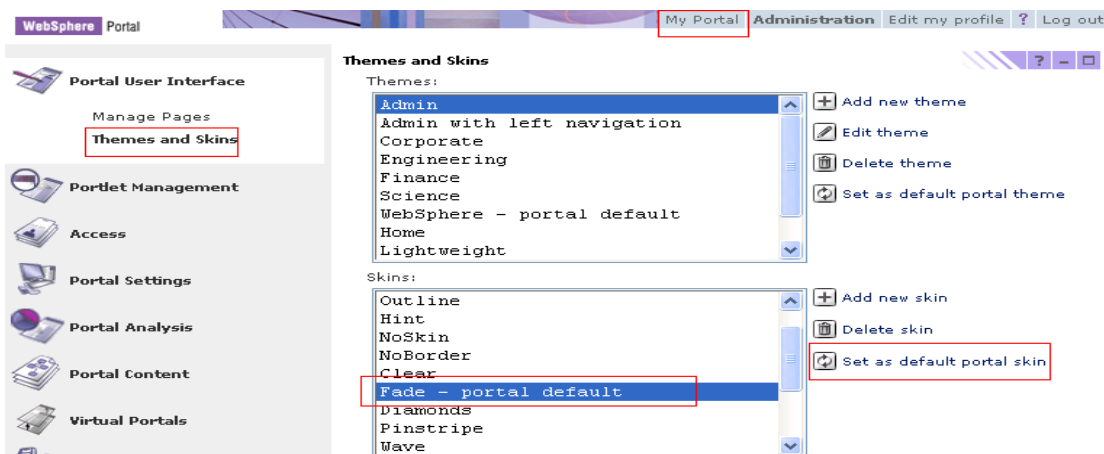 WebSphere Portal
My Portal Administration Edit my profile ? Log out
Portal User Interface
Manage Pages
Themes and Skins
Portlet Management
Access
Portal Settings
Portal Analysis
Portal Content
Virtual Portals
Themes and Skins
?
Themes:
Admin
Admin with left navigation
Corporate
Engineering
Finance
Science
WebSphere - portal default
Home
Lightweight
Add new theme
Edit theme
Delete theme
Set as default portal theme
Skins:
Outline
Hint
NoSkin
NoBorder
Clear
Fade - portal default
Diamonds
Pinstripe
Wave
Add new skin
Delete skin
Set as default portal skin